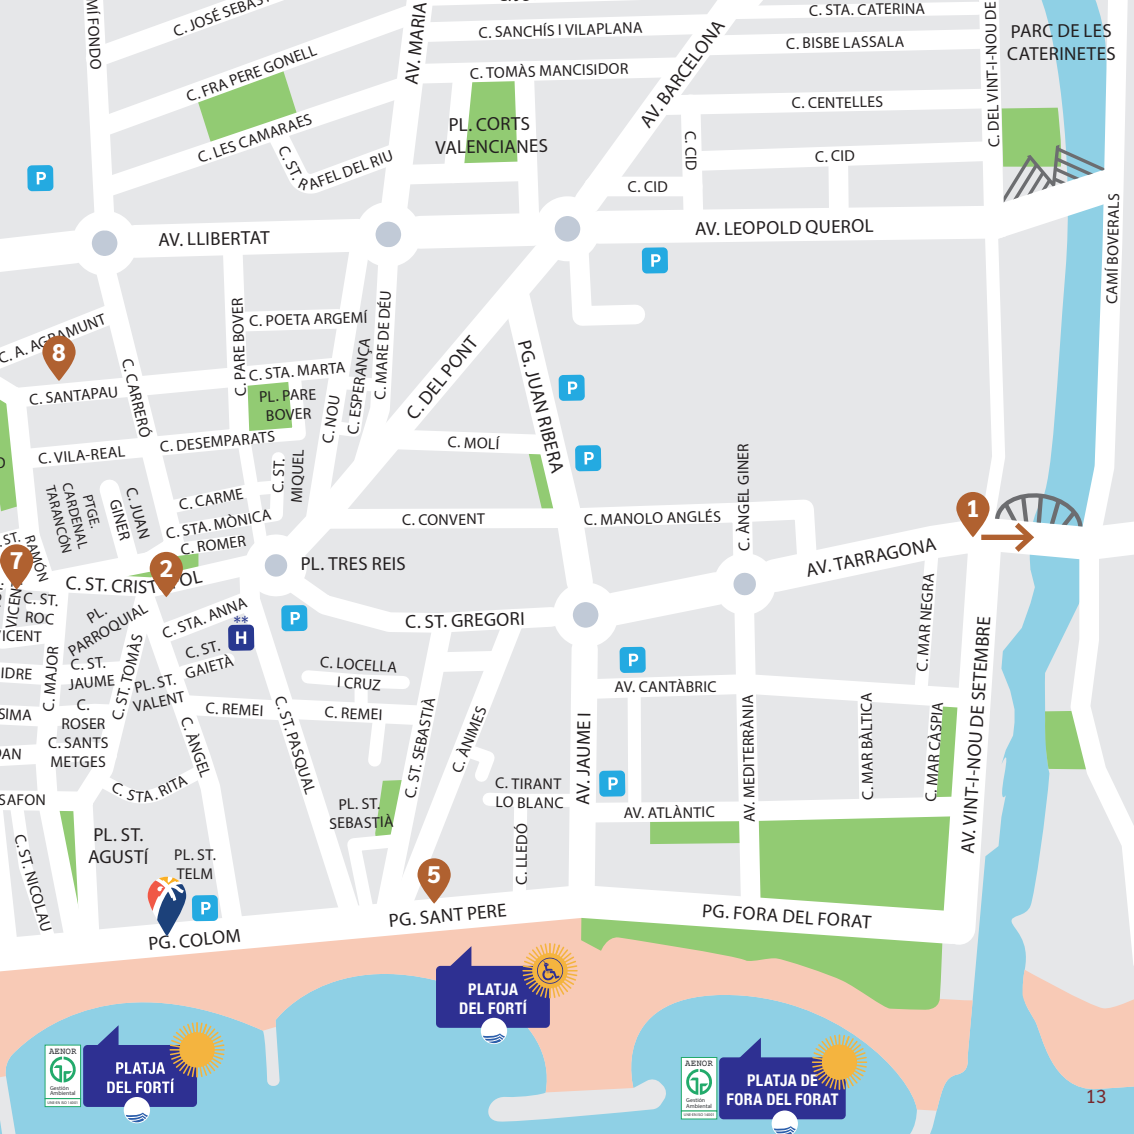 C. STA. CATERINA
C. SANCHÍS I VILAPLANA
C. BISBE LASSALA
PARC DE LES
CATERINETES
AV. MARIA
C. FRA PERE GONELL
C. TOMÀS MANCISIDOR
AV. BARCELONA
C. CENTELLES
C. DEL VINT-I-NOU DE
C. LES CAMARAES
PL. CORTS
VALENCIANES
C. ST.
RAFEL DEL RIU
C. CID
C. CID
C. CID
P
AV. LLIBERTAT
AV. LEOPOLD QUEROL
CAMÍ BOVERALS
P
C. A. AGRAMUNT
8
C. SANTAPAU
C. CARRERÓ
C. PARE BOVER
C. POETA ARGEMÍ
C. STA. MARTA
PL. PARE
BOVER
C. NOU
C. ESPERANÇA
C. MARE DE DÉU
C. DEL PONT
PG. JUAN RIBERA
P
C. VILA-REAL
C. DESEMPARATS
C. MOLÍ
P
PTGE.
CARDENAL
TARANCÓN
C. JUAN
GINER
C. CARME
C. ST.
MIQUEL
C. STA. MÒNICA
C. ROMER
C. CONVENT
C. MANOLO ANGLÉS
C. ÀNGEL GINER
1
AV. TARRAGONA
7
2
PL. TRES REIS
C. ST.
ROC
PL.
PARROQUIAL
C. STA. ANNA
**
H
P
C. ST. GREGORI
C. MAR NEGRA
C. MAJOR
C. ST.
JAUME
C. ST. TOMÀS
C. ST.
GAIETÀ
PL. ST.
VALENT
C. LOCELLA
I CRUZ
P
AV. CANTÀBRIC
C.
ROSER
C. SANTS
METGES
C. REMEI
C. REMEI
C. ÀNGEL
C. ST. PASQUAL
C. ST. SEBASTIÀ
C. ÀNIMES
AV. JAUME I
AV. MEDITERRÀNIA
C. MAR BÀLTICA
C. MAR CÀSPIA
AV. VINT-I-NOU DE SETEMBRE
C. STA. RITA
PL. ST.
SEBASTIÀ
C. TIRANT
LO BLANC
P
AV. ATLÀNTIC
C. ST. NICOLAU
PL. ST.
AGUSTÍ
PL. ST.
TELM
P
C. LLEDÓ
5
PG. COLOM
PG. SANT PERE
PG. FORA DEL FORAT
PLATJA
DEL FORTÍ
AENOR
Gestión
Ambiental
PLATJA
DEL FORTÍ
AENOR
Gestión
Ambiental
PLATJA DE
FORA DEL FORAT
13